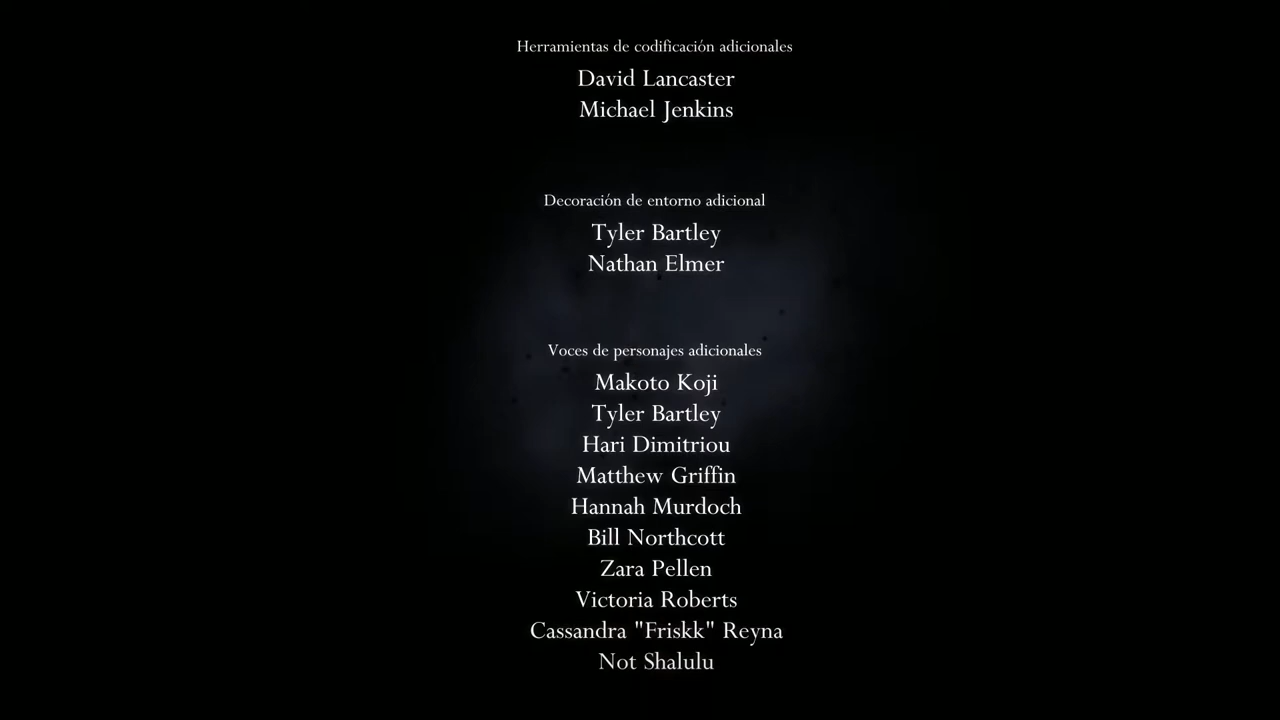 Herramientas de codificación adicionales
David Lancaster
Michael Jenkins
Decoración de entorno adicional
Tyler Bartley
Nathan Elmer
Voces de personajes adicionales
Makoto Koji
Tyler Bartley
Hari Dimitriou
Matthew Griffin
Hannah Murdoch
Bill Northcott
Zara Pellen
Victoria Roberts
Cassandra "Friskk" Reyna
Not Shalulu